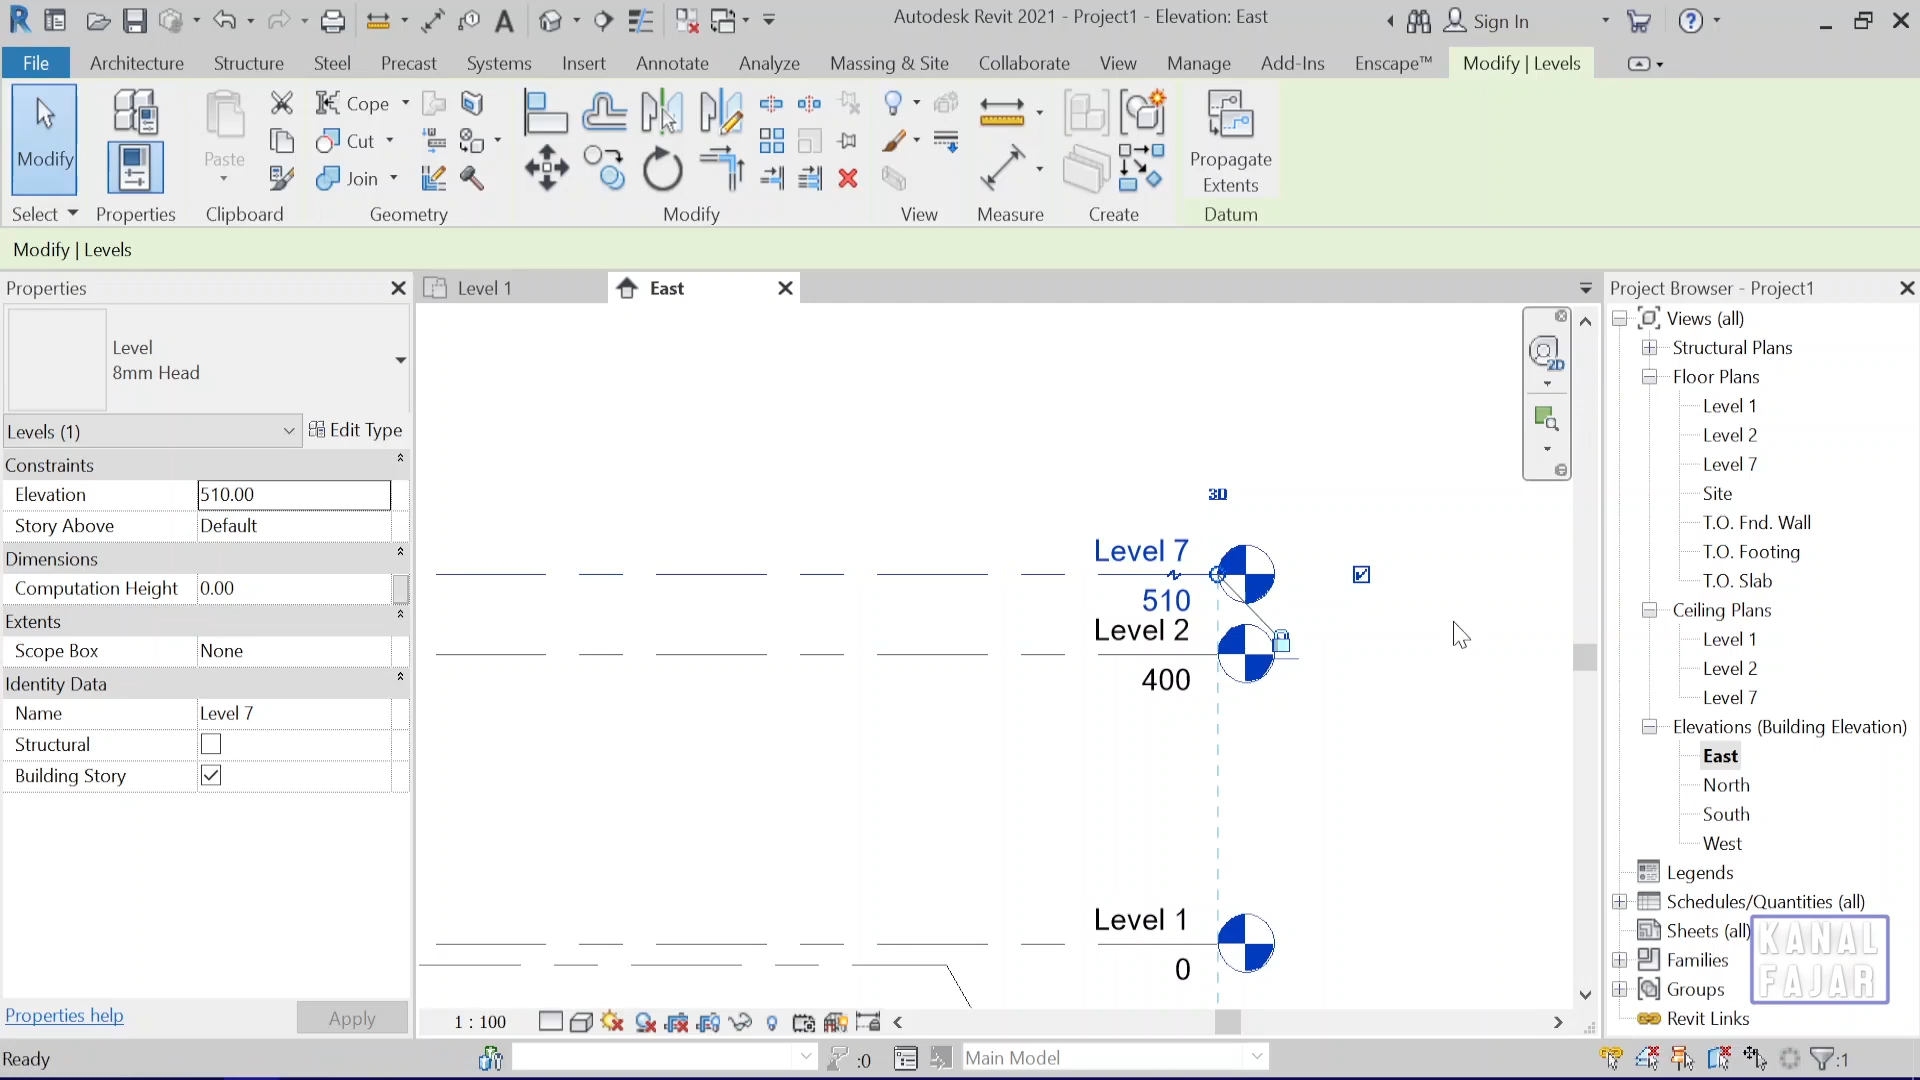 Autodesk Revit 2021 - Project1 - Elevation: East
Sign In
File Architecture Structure Steel Precast Systems Insert Annotate Analyze Massing & Site Collaborate View Manage Add-Ins Enscape™ Modify | Levels
Modify
Paste
Cope
Cut
Join
Propagate
Extents
Select Properties Clipboard Geometry Modify View Measure Create Datum
Modify | Levels
Properties
Level
8mm Head
Levels (1)
Edit Type
Constraints
Elevation 510.00
Story Above Default
Dimensions
Computation Height 0.00
Extents
Scope Box None
Identity Data
Name Level 7
Structural
Building Story
Properties help
Apply
Level 1
East
2D
3D
Level 7
510
Level 2
400
Level 1
0
1 : 100
Project Browser - Project1
Views (all)
Structural Plans
Floor Plans
Level 1
Level 2
Level 7
Site
T.O. Fnd. Wall
T.O. Footing
T.O. Slab
Ceiling Plans
Level 1
Level 2
Level 7
Elevations (Building Elevation)
East
North
South
West
Legends
Schedules/Quantities (all)
Sheets (all)
Families
Groups
Revit Links
KANAL
FAJAR
Ready
:0
Main Model
:1